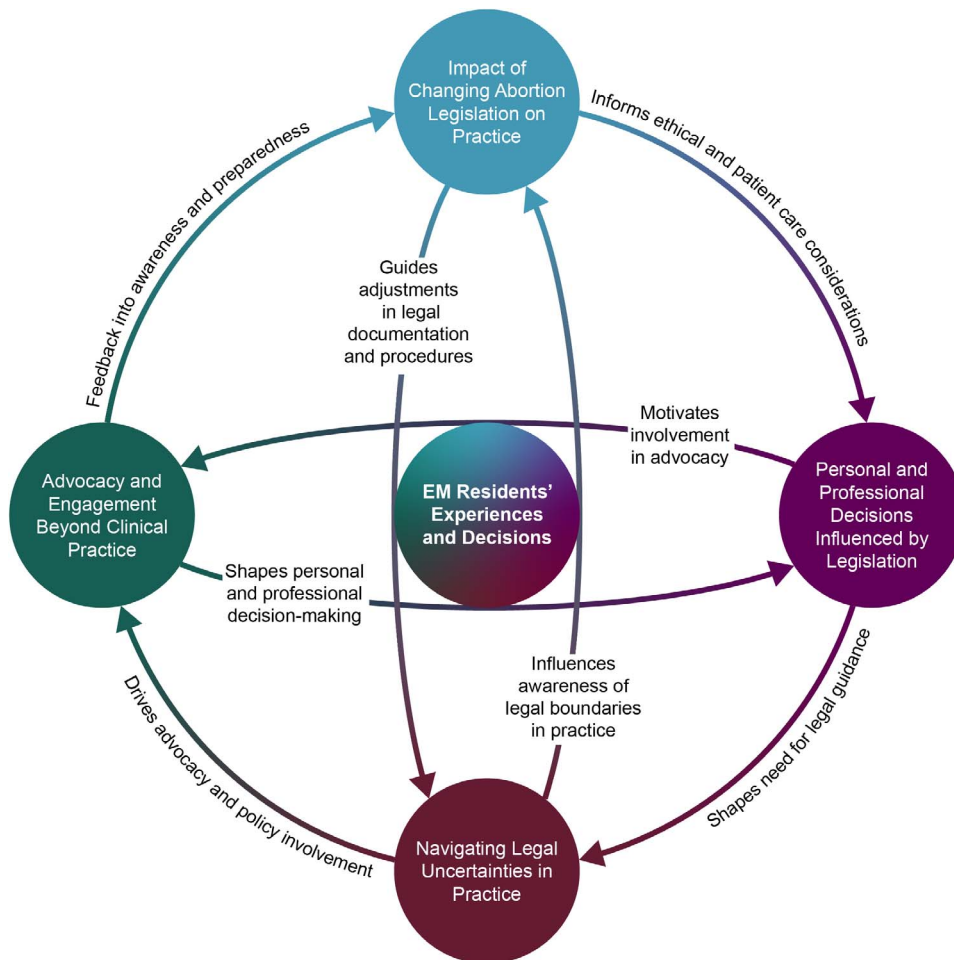 Impact of
Changing Abortion
Legislation on
Practice
Informs ethical and patient care considerations
Feedback into awareness and preparedness
Guides
adjustments
in legal
documentation
and procedures
Motivates
involvement
in advocacy
Advocacy and
Engagement
Beyond Clinical
Practice
EM Residents’
Experiences
and Decisions
Personal and
Professional
Decisions
Influenced by
Legislation
Shapes personal
and professional
decision-making
Influences
awareness of
legal boundaries
in practice
Drives advocacy and policy involvement
Shapes need for legal guidance
Navigating Legal
Uncertainties in
Practice